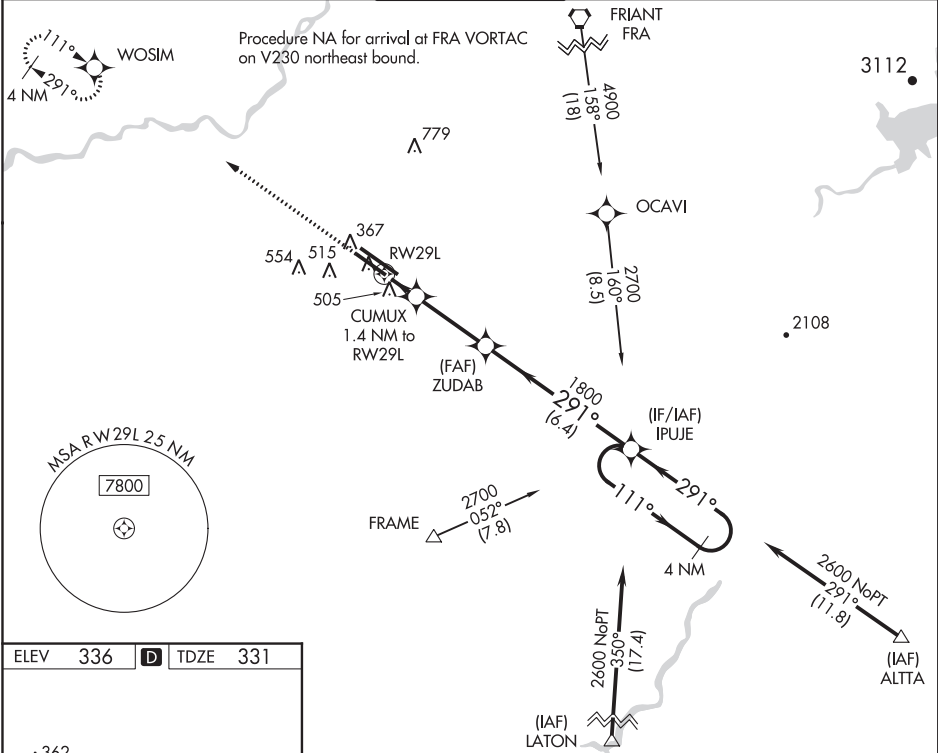 111°
291°
4 NM
WOSIM
Procedure NA for arrival at FRA VORTAC
on V230 northeast bound.
FRIANT
FRA
3112
4900
158°
(18)
779
OCAVI
2700
160°
(8.5)
367
RW29L
554
515
505
CUMUX
1.4 NM to
RW29L
2108
(FAF)
ZUDAB
1800
291°
(6.4)
(IF/IAF)
IPUJE
MSA RW29L 25 NM
7800
111°
291°
4 NM
FRAME
2700
052°
(7.8)
2600 NoPT
291°
(11.8)
(IAF)
ALTTA
2600 NoPT
350°
(17.4)
(IAF)
LATON
ELEV 336 D TDZE 331
362